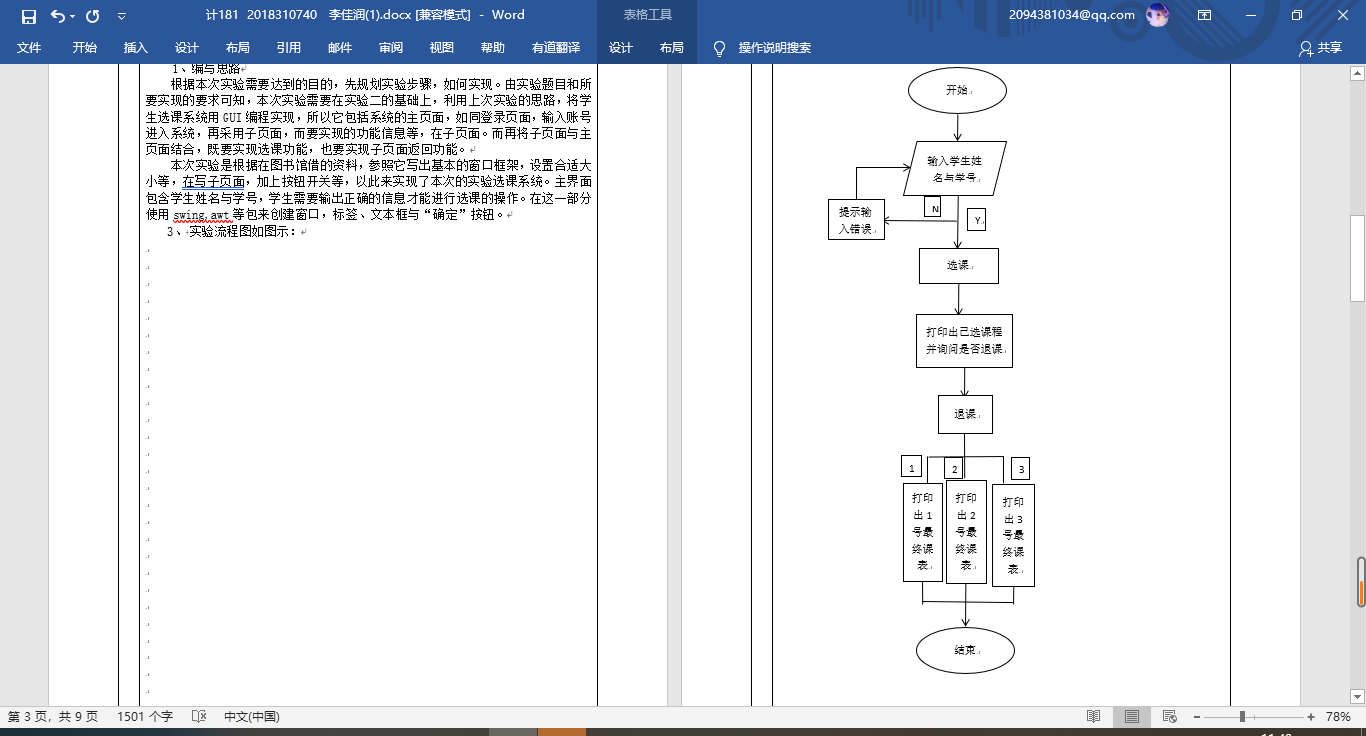 计181 2018310740 李佳润(1).docx [兼容模式] - Word
表格工具
2094381034@qq.com
文件 开始 插入 设计 布局 引用 邮件 审阅 视图 帮助 有道翻译 设计 布局 操作说明搜索 共享
1、编写思路
根据本次实验需要达到的目的，先规划实验步骤，如何实现。由实验题目和所
要实现的要求可知，本次实验需要在实验二的基础上，利用上次实验的思路，将学
生选课系统用 GUI 编程实现，所以它包括系统的主页面，如同登录页面，输入账号
进入系统，再采用子页面，而要实现的功能信息等，在子页面。而再将子页面与主
页面结合，既要实现选课功能，也要实现子页面返回功能。
本次实验是根据在图书馆借的资料，参照它写出基本的窗口框架，设置合适大
小等，在写子页面，加上按钮开关等，以此来实现了本次的实验选课系统。主界面
包含学生姓名与学号，学生需要输出正确的信息才能进行选课的操作。在这一部分
使用 swing,awt 等包来创建窗口，标签、文本框与“确定”按钮。
3、 实验流程图如图示：
开始
输入学生姓
名与学号
提示输
入错误
N
Y
选课
打印出已选课程
并询问是否退课
退课
1
2
3
打印
出 1
号最
终课
表
打印
出 2
号最
终课
表
打印
出 3
号最
终课
表
结束
第 3 页，共 9 页 1501 个字 中文(中国) 78%